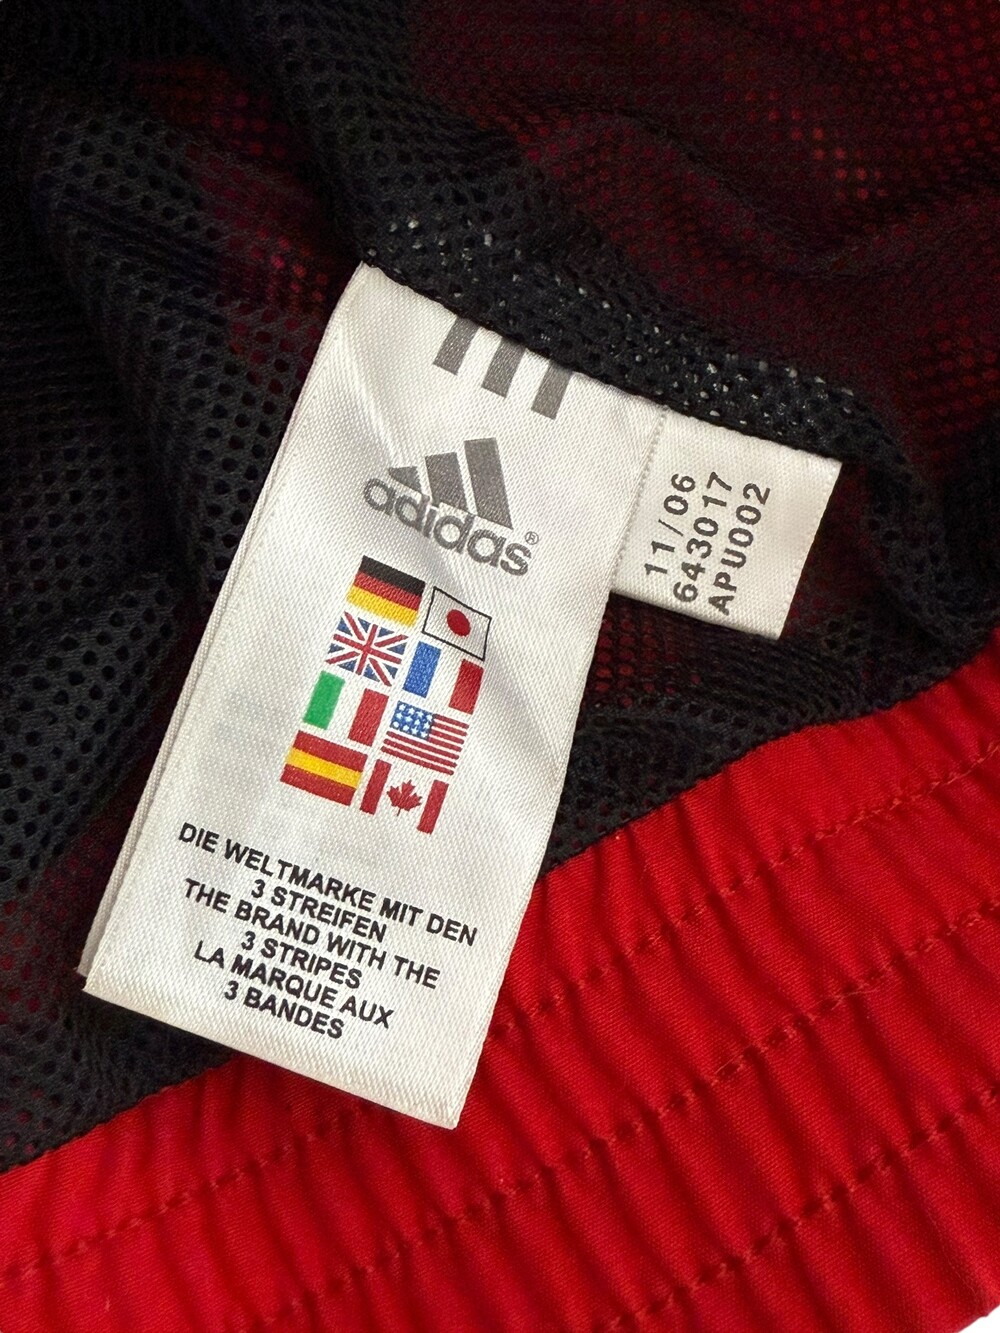 adidas®
DIE WELTMARKE MIT DEN
3 STREIFEN
THE BRAND WITH THE
3 STRIPES
LA MARQUE AUX
3 BANDES
11/06
643017
APU002